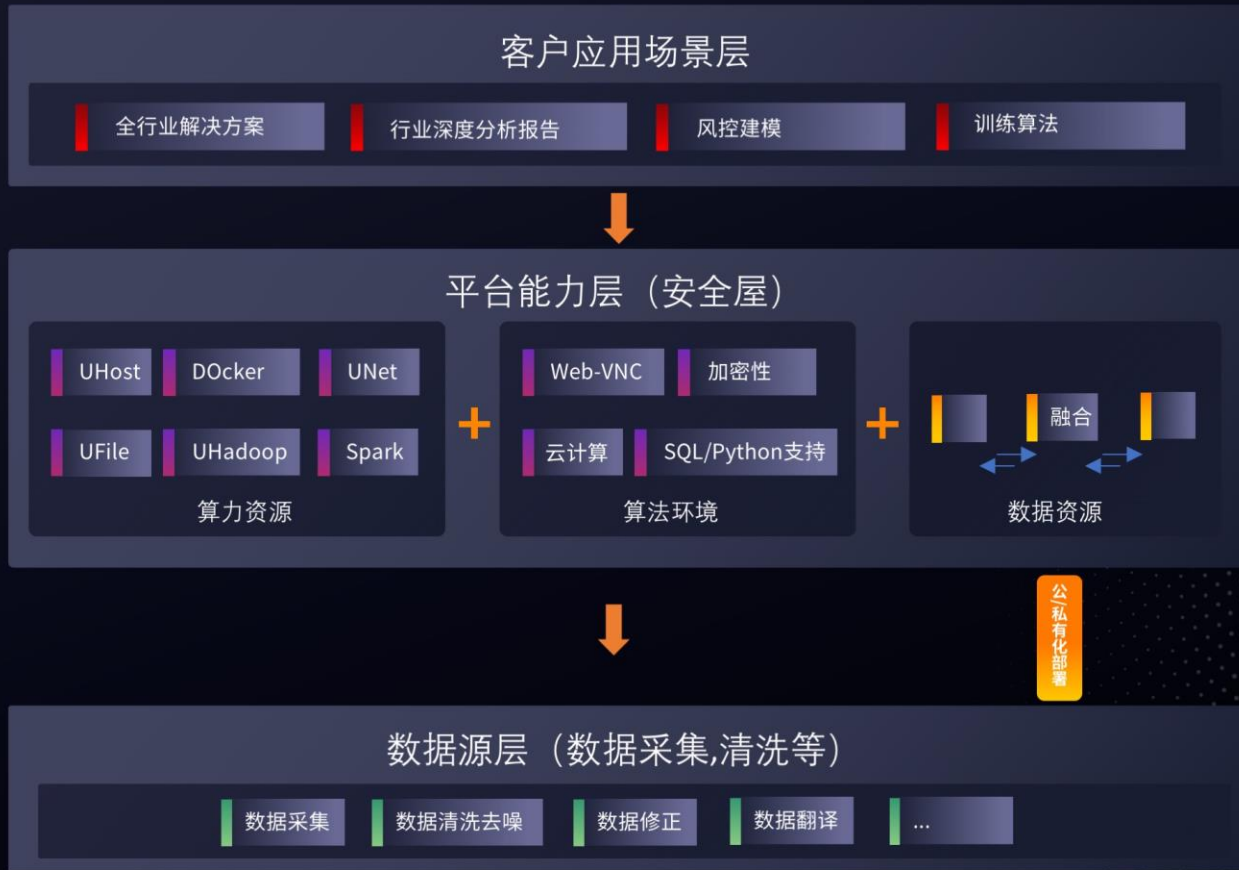 客户应用场景层
全行业解决方案
行业深度分析报告
风控建模
训练算法
平台能力层（安全屋）
UHost
DOcker
UNet
UFile
UHadoop
Spark
算力资源
+
Web-VNC
加密性
云计算
SQL/Python支持
算法环境
+
融合
数据资源
公/私有化部署
数据源层（数据采集,清洗等）
数据采集
数据清洗去噪
数据修正
数据翻译
...